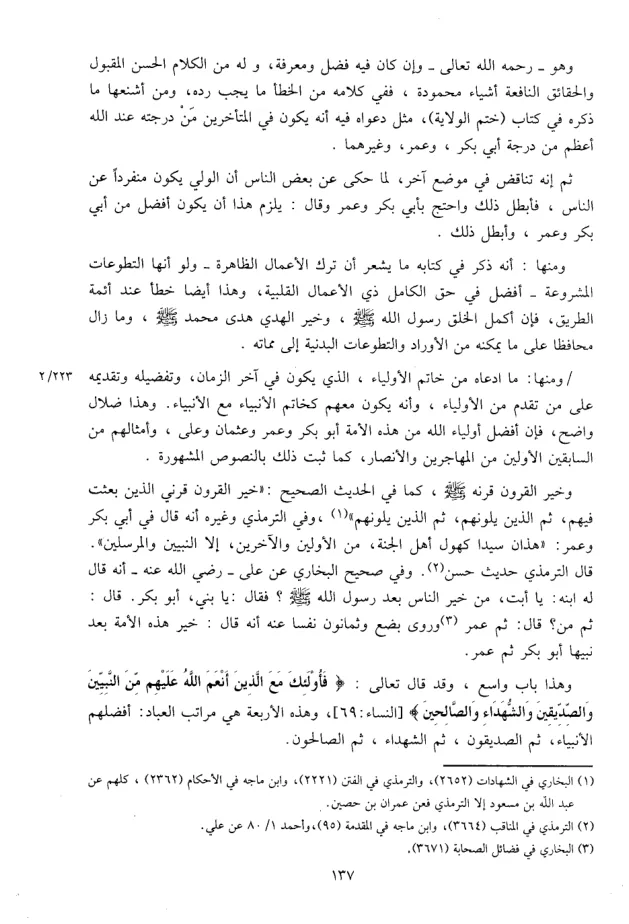 وهو ـ رحمه الله تعالى ـ وإن كان فيه فضل ومعرفة، و له من الكلام الحسن المقبول
والحقائق النافعة أشياء محمودة ، ففي كلامه من الخطأ ما يجب رده، ومن أشنعها ما
ذكره في كتاب (ختم الولاية)، مثل دعواه فيه أنه يكون في المتأخرين مَنْ درجته عند الله
أعظم من درجة أبي بكر ، وعمر، وغيرهما .
ثم إنه تناقض في موضع آخر، لما حكى عن بعض الناس أن الولي يكون منفرداً عن
الناس ، فأبطل ذلك واحتج بأبي بكر وعمر وقال : يلزم هذا أن يكون أفضل من أبي
بكر وعمر ، وأبطل ذلك .
ومنها : أنه ذكر في كتابه ما يشعر أن ترك الأعمال الظاهرة ـ ولو أنها التطوعات
المشروعة ـ أفضل في حق الكامل ذي الأعمال القلبية، وهذا أيضا خطأ عند أئمة
الطريق، فإن أكمل الخلق رسول الله ﷺ ، وخير الهدي هدى محمد ﷺ ، وما زال
محافظا على ما يمكنه من الأوراد والتطوعات البدنية إلى مماته .
/ ومنها: ما ادعاه من خاتم الأولياء ، الذي يكون في آخر الزمان، وتفضيله وتقديمه ٢/٢٢٣
على من تقدم من الأولياء ، وأنه يكون معهم كخاتم الأنبياء مع الأنبياء. وهذا ضلال
واضح، فإن أفضل أولياء الله من هذه الأمة أبو بكر وعمر وعثمان وعلى ، وأمثالهم من
السابقين الأولين من المهاجرين والأنصار، كما ثبت ذلك بالنصوص المشهورة .
وخير القرون قرنه ﷺ ، كما في الحديث الصحيح :«خير القرون قرني الذين بعثت
فيهم، ثم الذين يلونهم، ثم الذين يلونهم»(١) ،وفي الترمذي وغيره أنه قال في أبي بكر
وعمر: «هذان سيدا كهول أهل الجنة، من الأولين والآخرين، إلا النبيين والمرسلين».
قال الترمذي حديث حسن(٢). وفي صحيح البخاري عن على ـ رضي الله عنه ـ أنه قال
له ابنه: يا أبت، من خير الناس بعد رسول الله ﷺ ؟ فقال :يا بني، أبو بكر. قال :
ثم من؟ قال: ثم عمر (٣)وروى بضع وثمانون نفسا عنه أنه قال : خير هذه الأمة بعد
نبيها أبو بكر ثم عمر.
وهذا باب واسع ، وقد قال تعالى : ﴿ فَأُولَٰئِكَ مَعَ الَّذِينَ أَنْعَمَ اللَّهُ عَلَيْهِم مِّنَ النَّبِيِّينَ
وَالصِّدِّيقِينَ وَالشُّهَدَاءِ وَالصَّالِحِينَ ﴾ [النساء:٦٩]، وهذه الأربعة هي مراتب العباد: أفضلهم
الأنبياء، ثم الصديقون ، ثم الشهداء ، ثم الصالحون.
(١) البخاري في الشهادات (٢٦٥٢)، والترمذي في الفتن (٢٢٢١)، وابن ماجه في الأحكام (٢٣٦٢) ، كلهم عن
عبد الله بن مسعود إلا الترمذي فعن عمران بن حصين.
(٢) الترمذي في المناقب (٣٦٦٤)، وابن ماجه في المقدمة (٩٥)،وأحمد ١/ ٨٠ عن علي.
(٣) البخاري في فضائل الصحابة (٣٦٧١).
١٣٧